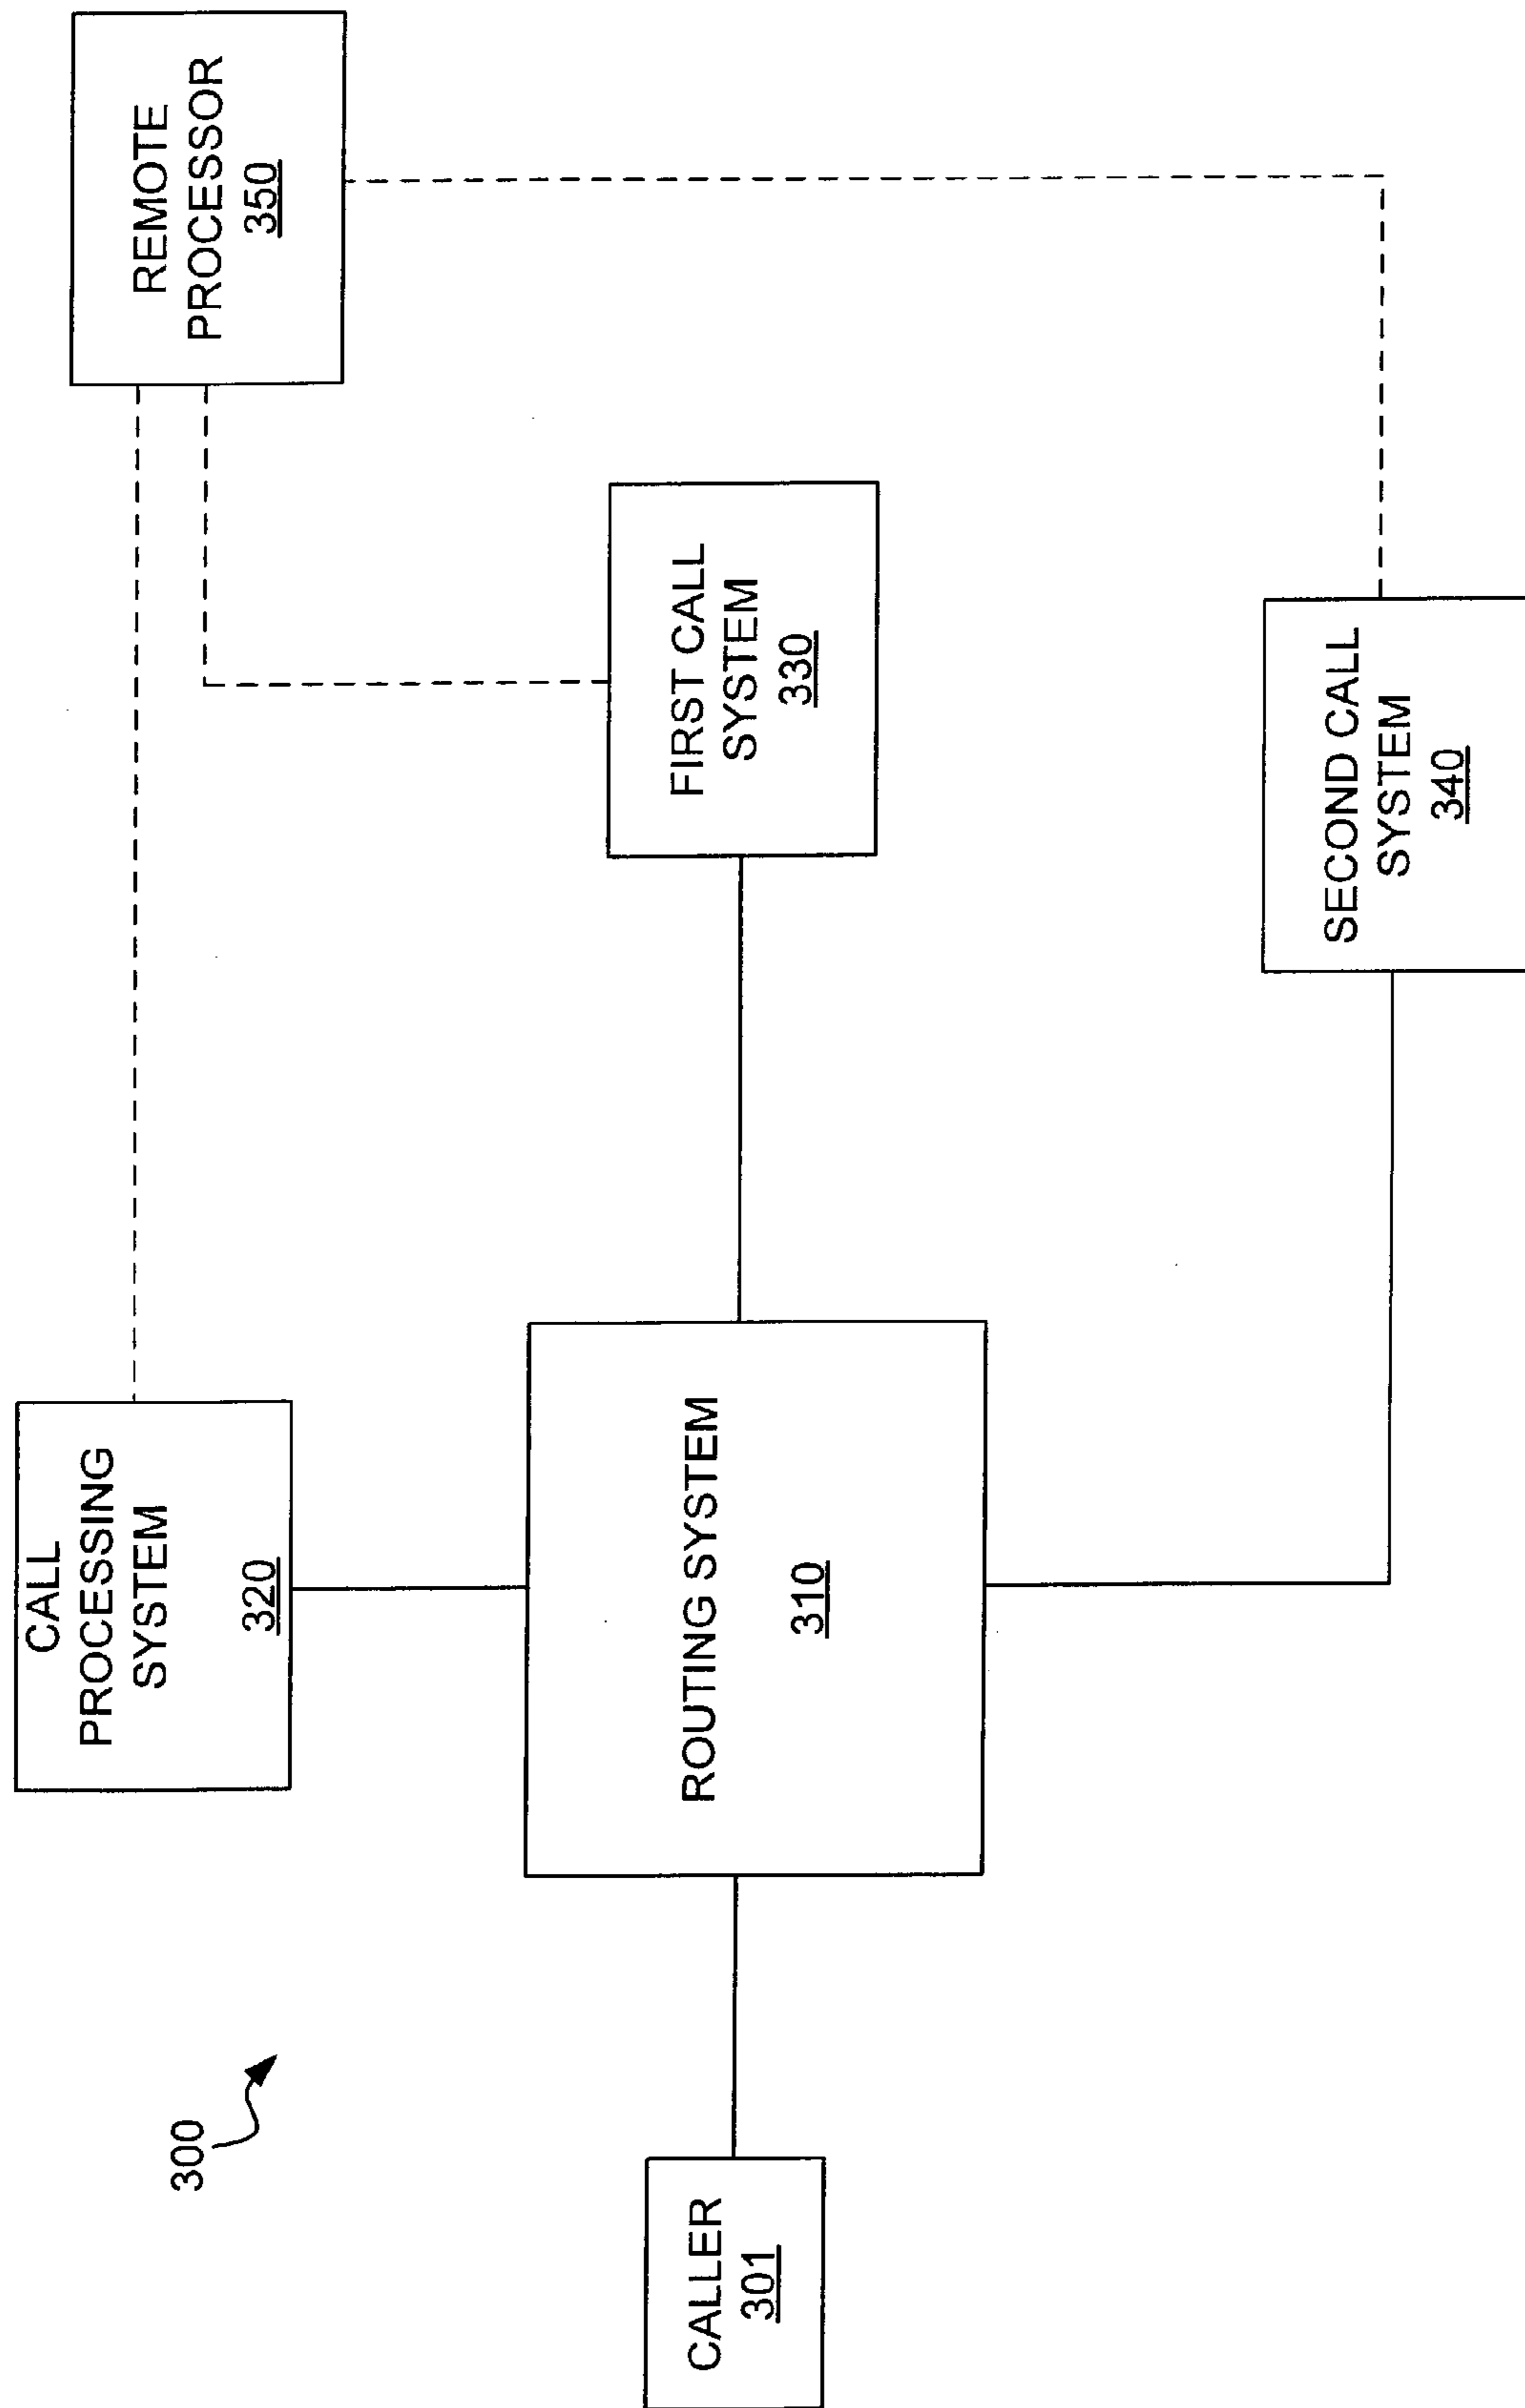 300
CALL
PROCESSING
SYSTEM
320
REMOTE
PROCESSOR
350
CALLER
301
ROUTING SYSTEM
310
FIRST CALL
SYSTEM
330
SECOND CALL
SYSTEM
340